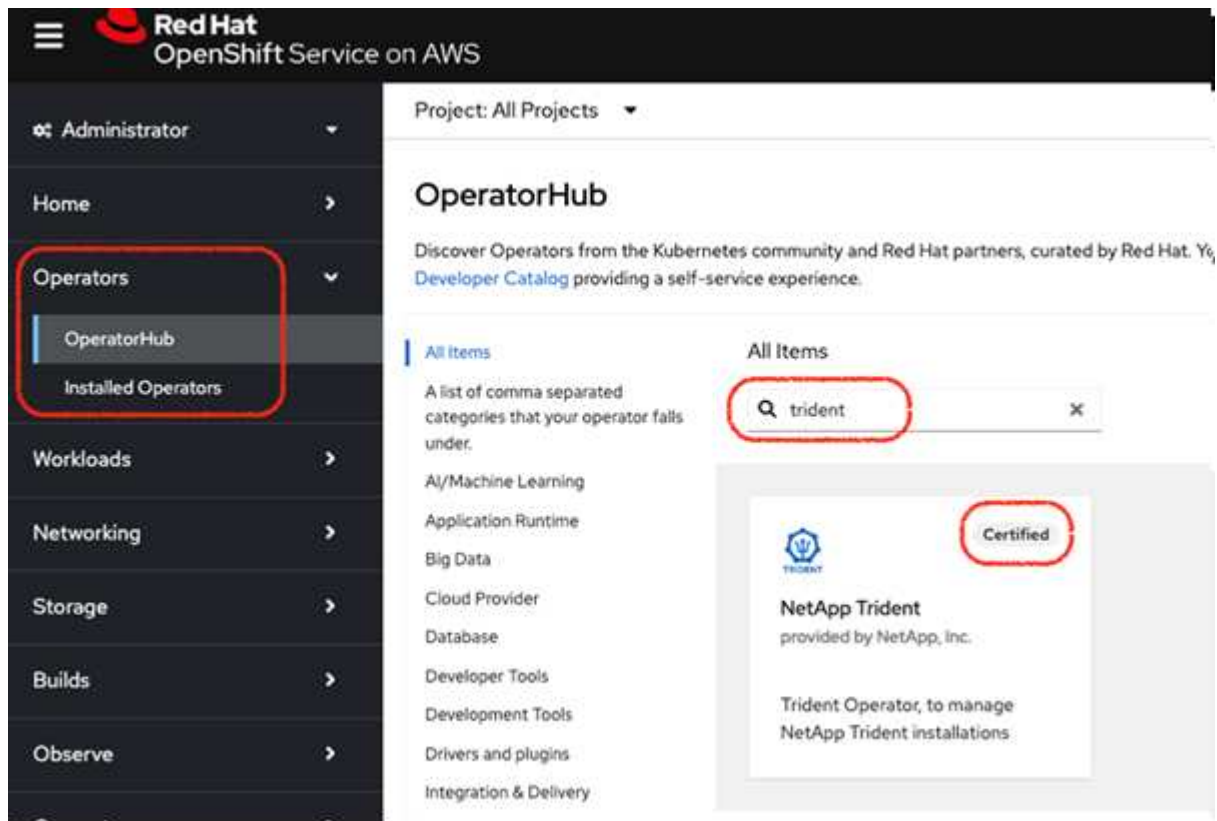 Red Hat
OpenShift Service on AWS
Administrator
Home
Operators
OperatorHub
Installed Operators
Workloads
Networking
Storage
Builds
Observe
Project: All Projects
OperatorHub
Discover Operators from the Kubernetes community and Red Hat partners, curated by Red Hat.
Developer Catalog providing a self-service experience.
All Items
A list of comma separated
categories that your operator falls
under.
AI/Machine Learning
Application Runtime
Big Data
Cloud Provider
Database
Developer Tools
Development Tools
Drivers and plugins
Integration & Delivery
All Items
trident
Certified
TRIDENT
NetApp Trident
provided by NetApp, Inc.
Trident Operator, to manage
NetApp Trident installations